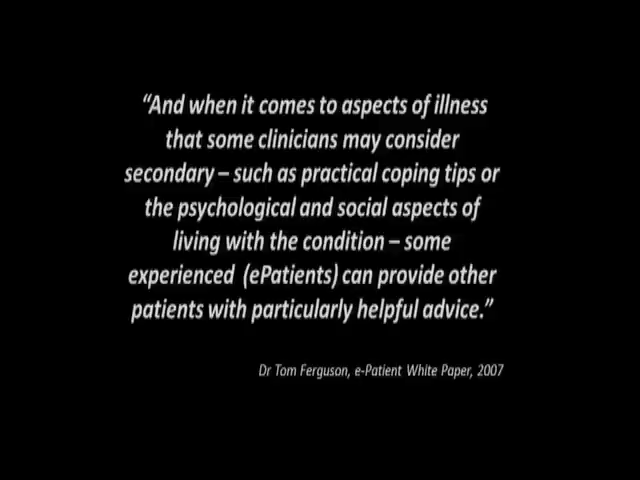 “And when it comes to aspects of illness
that some clinicians may consider
secondary – such as practical coping tips or
the psychological and social aspects of
living with the condition – some
experienced (ePatients) can provide other
patients with particularly helpful advice.”
Dr Tom Ferguson, e-Patient White Paper, 2007